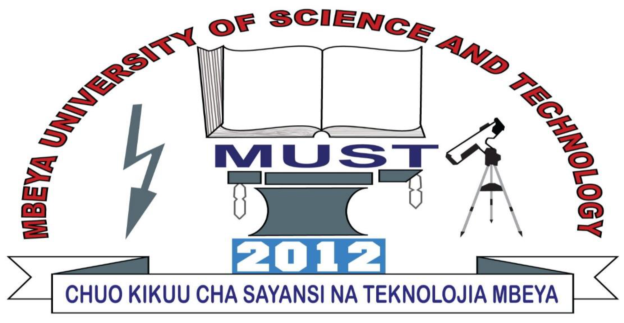 MBEYA UNIVERSITY OF SCIENCE AND TECHNOLOGY
MUST
2012
CHUO KIKUU CHA SAYANSI NA TEKNOLOJIA MBEYA